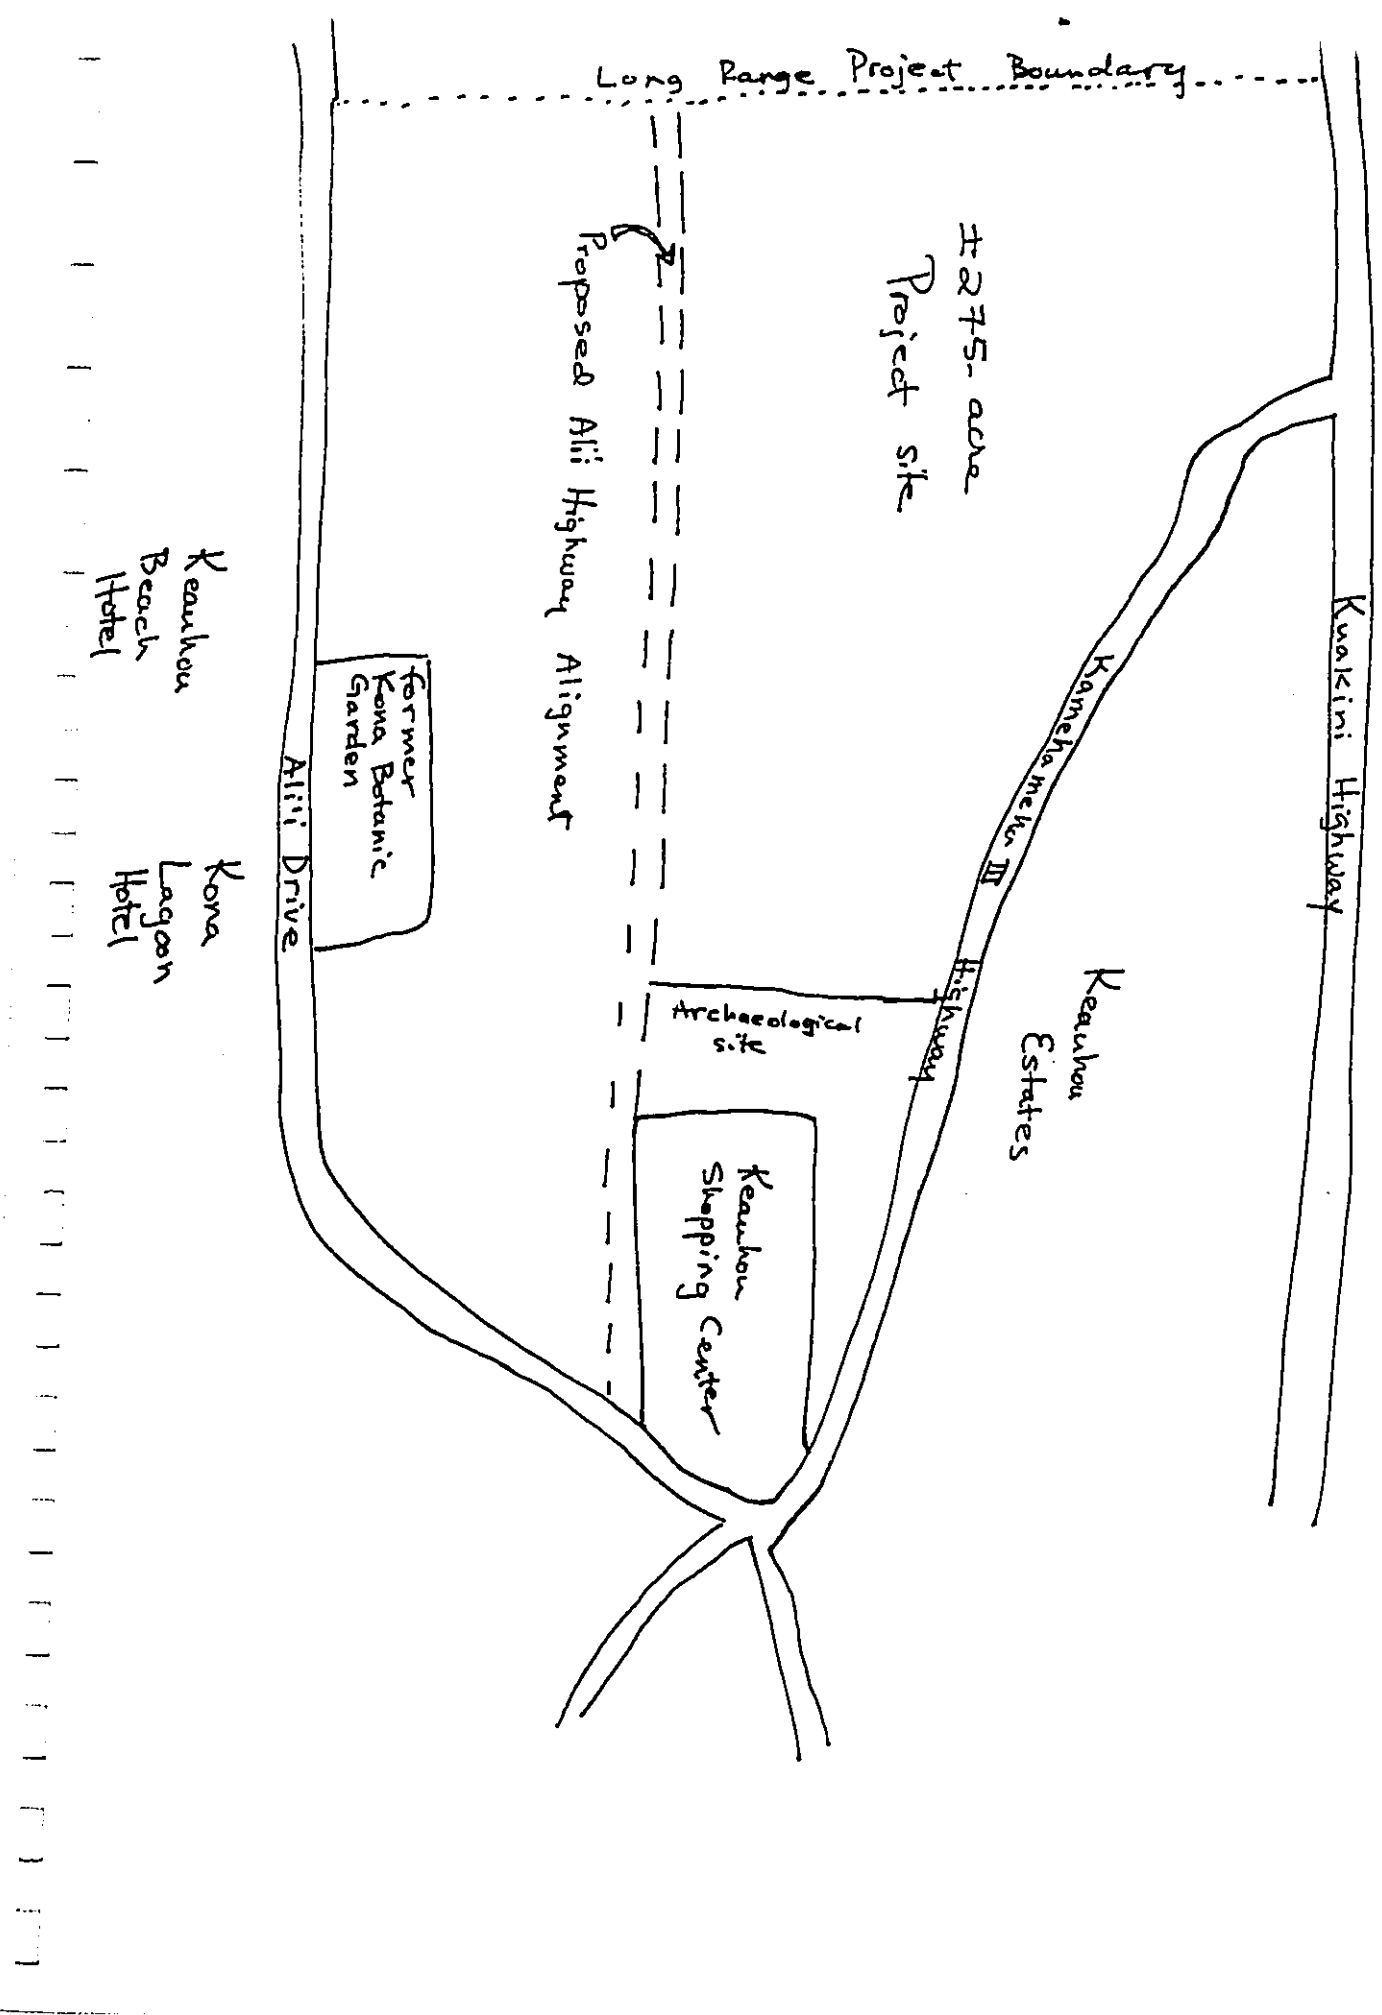 Long Range Project Boundary
±275-acre
Project site
Proposed Alii Highway Alignment
Kuakini Highway
Kamehameha III Highway
Keauhou
Estates
Keauhou
Beach
Hotel
former
Kona Botanic
Garden
Alii Drive
Kona
Lagoon
Hotel
Archaeological
site
Keauhou
Shopping Center